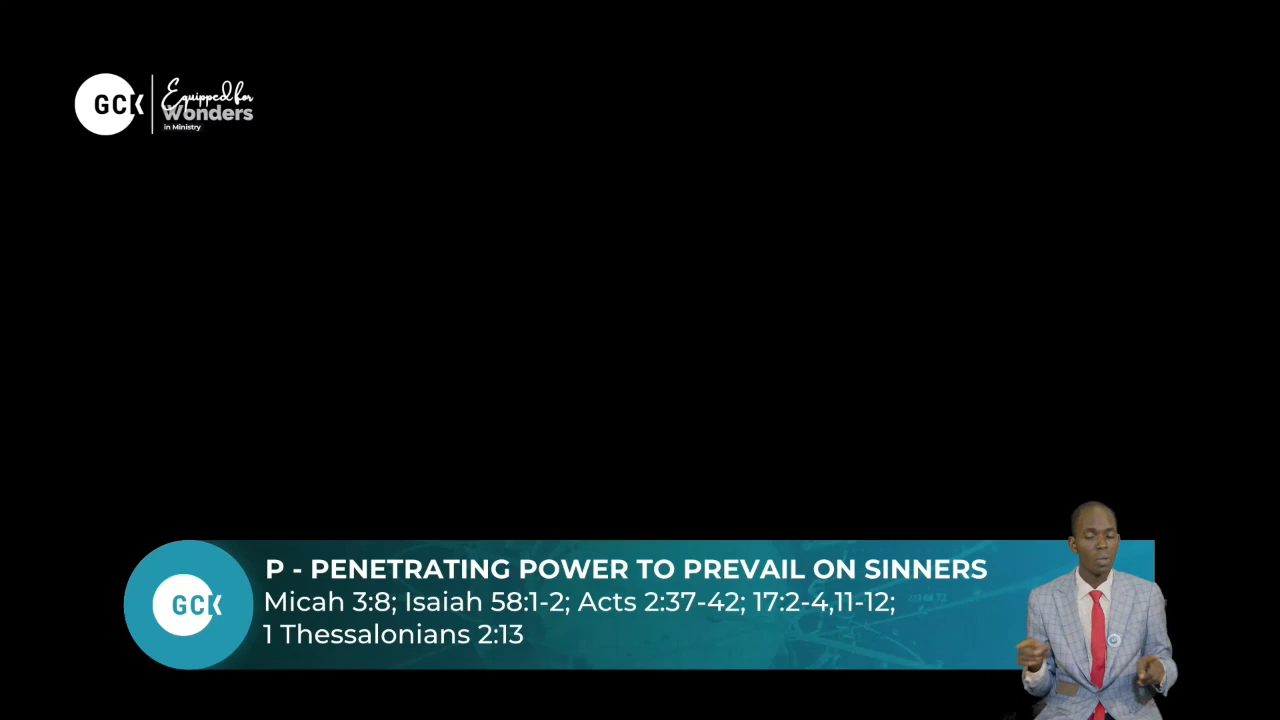 GCK
Equipped for
Wonders
in Ministry
P - PENETRATING POWER TO PREVAIL ON SINNERS
Micah 3:8; Isaiah 58:1-2; Acts 2:37-42; 17:2-4,11-12;
GCK
1 Thessalonians 2:13